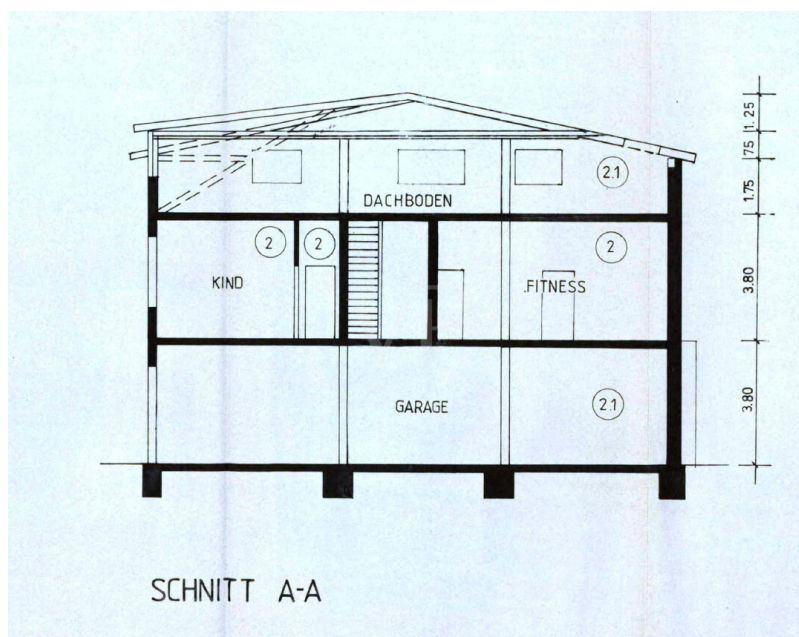 1.25
75
2.1
1.75
DACHBODEN
2
2
2
KIND
.FITNESS
3.80
GARAGE
2.1
3.80
SCHNITT A-A